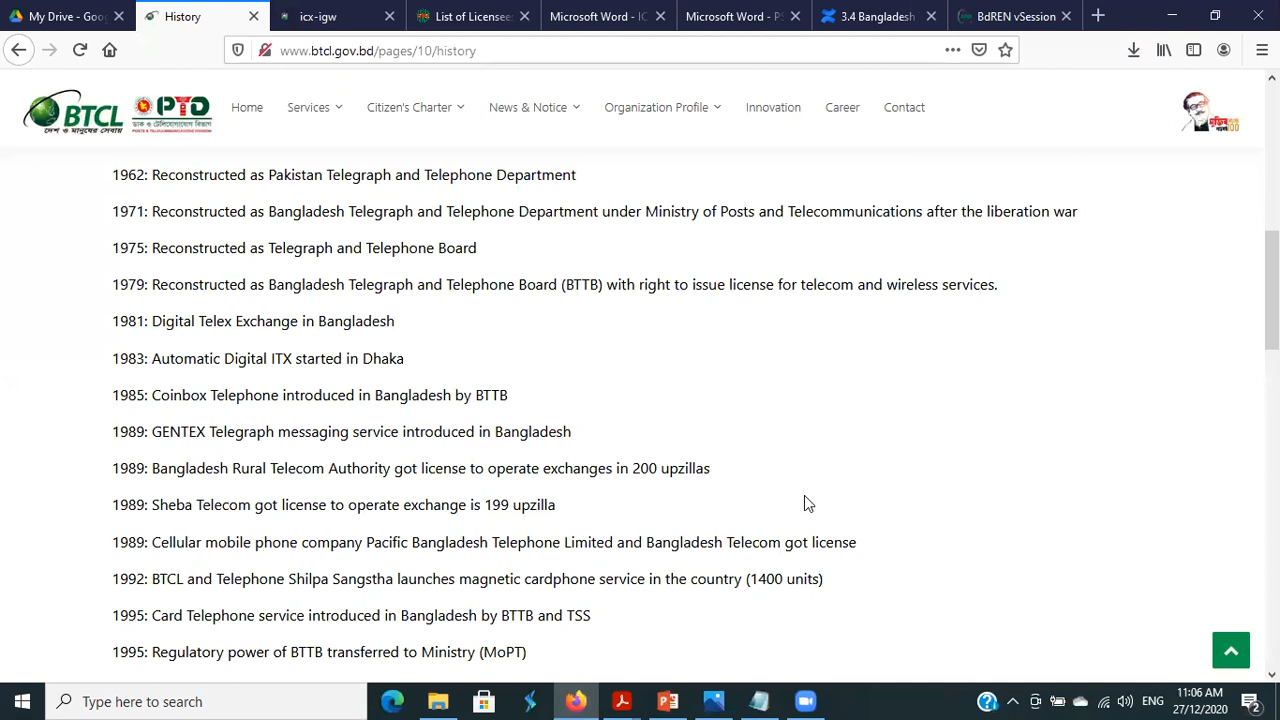 My Drive - Goo
History
icx-igw
List of Licensee
Microsoft Word - IC
Microsoft Word - PS
3.4 Bangladesh
BdREN vSession
www.btcl.gov.bd/pages/10/history
BTCL
দেশ ও মানুষের সেবায়
PTD
ডাক ও টেলিযোগাযোগ বিভাগ
POSTS & TELECOMMUNICATIONS DIVISION
Home
Services
Citizen's Charter
News & Notice
Organization Profile
Innovation
Career
Contact
1962: Reconstructed as Pakistan Telegraph and Telephone Department
1971: Reconstructed as Bangladesh Telegraph and Telephone Department under Ministry of Posts and Telecommunications after the liberation war
1975: Reconstructed as Telegraph and Telephone Board
1979: Reconstructed as Bangladesh Telegraph and Telephone Board (BTTB) with right to issue license for telecom and wireless services.
1981: Digital Telex Exchange in Bangladesh
1983: Automatic Digital ITX started in Dhaka
1985: Coinbox Telephone introduced in Bangladesh by BTTB
1989: GENTEX Telegraph messaging service introduced in Bangladesh
1989: Bangladesh Rural Telecom Authority got license to operate exchanges in 200 upzillas
1989: Sheba Telecom got license to operate exchange is 199 upzilla
1989: Cellular mobile phone company Pacific Bangladesh Telephone Limited and Bangladesh Telecom got license
1992: BTCL and Telephone Shilpa Sangstha launches magnetic cardphone service in the country (1400 units)
1995: Card Telephone service introduced in Bangladesh by BTTB and TSS
1995: Regulatory power of BTTB transferred to Ministry (MoPT)
Type here to search
ENG
11:06 AM
27/12/2020
2